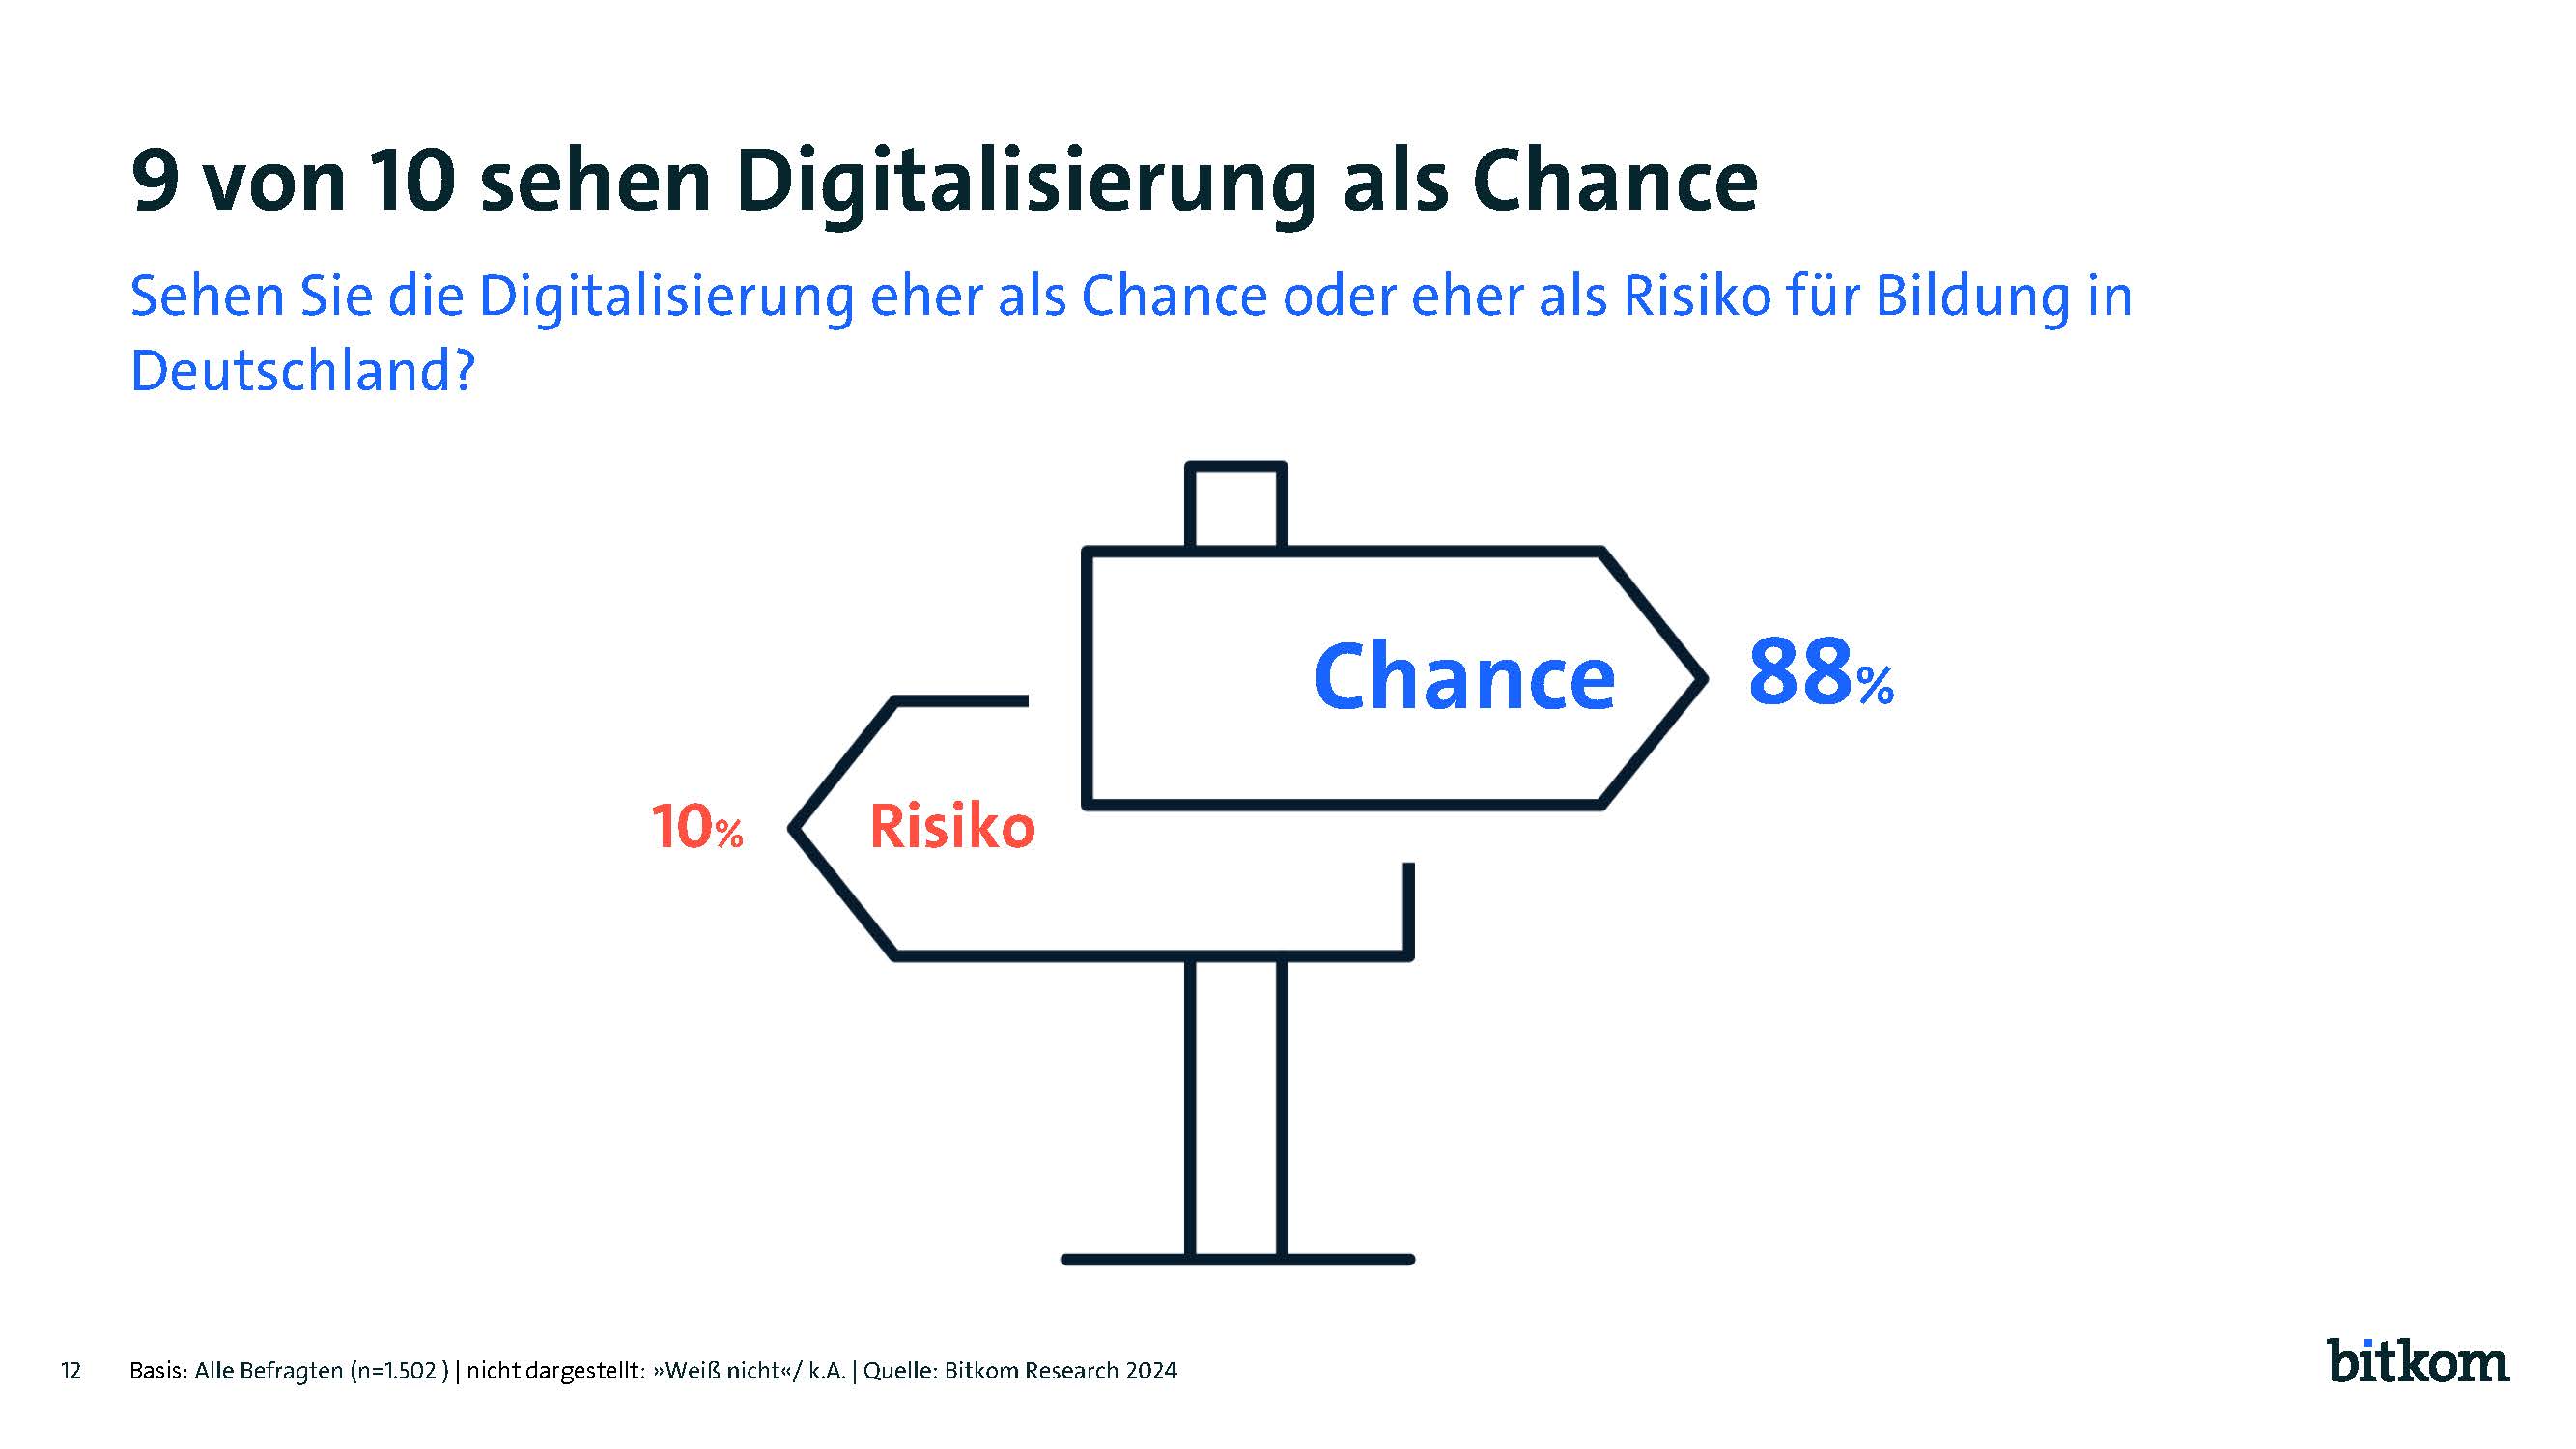 9 von 10 sehen Digitalisierung als Chance
Sehen Sie die Digitalisierung eher als Chance oder eher als Risiko für Bildung in
Deutschland?
Chance 88%
10% Risiko
12 Basis: Alle Befragten (n=1.502 ) | nicht dargestellt: »Weiß nicht«/ k.A. | Quelle: Bitkom Research 2024
bitkom